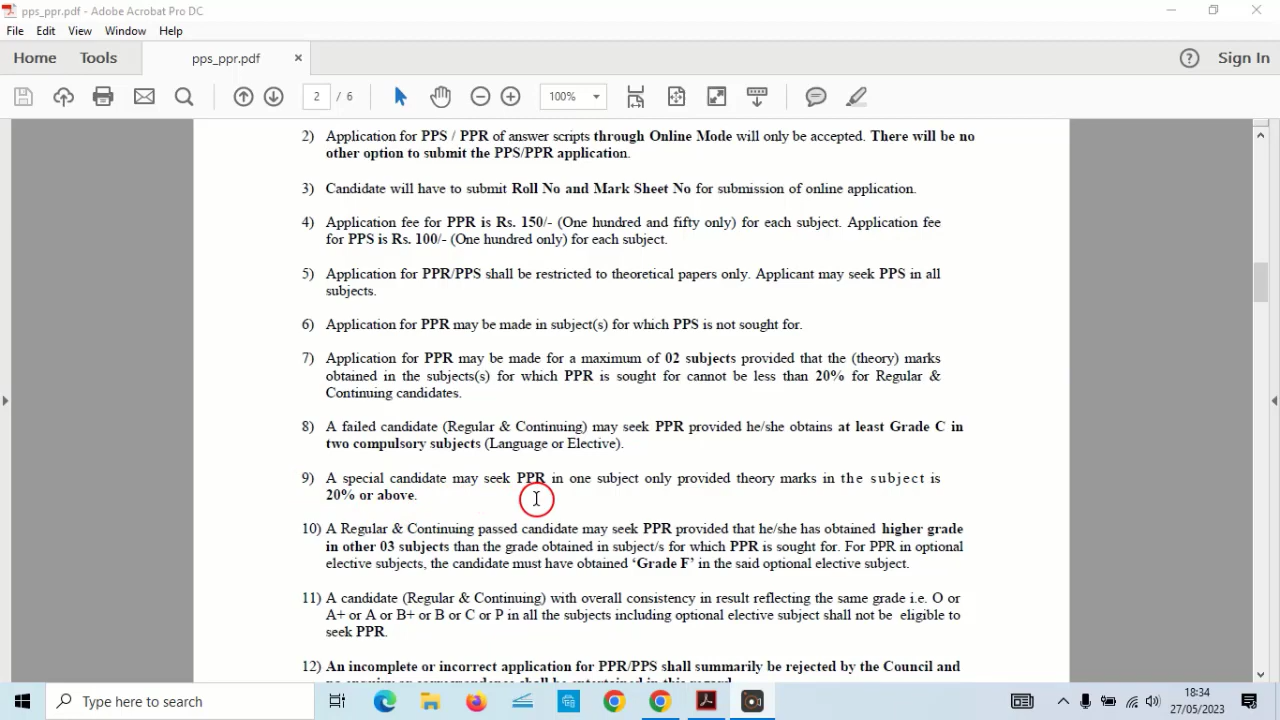 pps_ppr.pdf - Adobe Acrobat Pro DC
File Edit View Window Help
Home Tools pps_ppr.pdf × ? Sign In
2 / 6 100%
2) Application for PPS / PPR of answer scripts through Online Mode will only be accepted. There will be no
other option to submit the PPS/PPR application.
3) Candidate will have to submit Roll No and Mark Sheet No for submission of online application.
4) Application fee for PPR is Rs. 150/- (One hundred and fifty only) for each subject. Application fee
for PPS is Rs. 100/- (One hundred only) for each subject.
5) Application for PPR/PPS shall be restricted to theoretical papers only. Applicant may seek PPS in all
subjects.
6) Application for PPR may be made in subject(s) for which PPS is not sought for.
7) Application for PPR may be made for a maximum of 02 subjects provided that the (theory) marks
obtained in the subjects(s) for which PPR is sought for cannot be less than 20% for Regular &
Continuing candidates.
8) A failed candidate (Regular & Continuing) may seek PPR provided he/she obtains at least Grade C in
two compulsory subjects (Language or Elective).
9) A special candidate may seek PPR in one subject only provided theory marks in the subject is
20% or above.
10) A Regular & Continuing passed candidate may seek PPR provided that he/she has obtained higher grade
in other 03 subjects than the grade obtained in subject/s for which PPR is sought for. For PPR in optional
elective subjects, the candidate must have obtained ‘Grade F’ in the said optional elective subject.
11) A candidate (Regular & Continuing) with overall consistency in result reflecting the same grade i.e. O or
A+ or A or B+ or B or C or P in all the subjects including optional elective subject shall not be eligible to
seek PPR.
12) An incomplete or incorrect application for PPR/PPS shall summarily be rejected by the Council and
no enquiry or correspondence shall be entertained in this regard.
Type here to search
18:34
27/05/2023